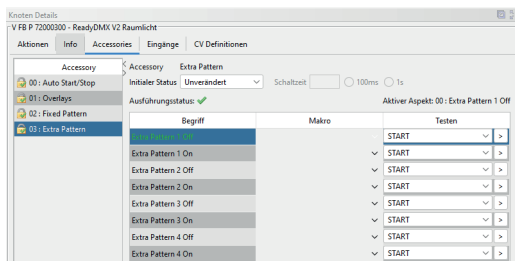 Knoten Details
V FB P 72000300 - ReadyDMX V2 Raumlicht
Aktionen Info Accessories Eingänge CV Definitionen
Accessory
00 : Auto Start/Stop
01 : Overlays
02 : Fixed Pattern
03 : Extra Pattern
Accessory Extra Pattern
Initialer Status Unverändert Schaltzeit 100ms 1s
Ausführungsstatus: Aktiver Aspekt: 00 : Extra Pattern 1 Off
Begriff Makro Testen
Extra Pattern 1 Off START >
Extra Pattern 1 On START >
Extra Pattern 2 Off START >
Extra Pattern 2 On START >
Extra Pattern 3 Off START >
Extra Pattern 3 On START >
Extra Pattern 4 Off START >
Extra Pattern 4 On START >